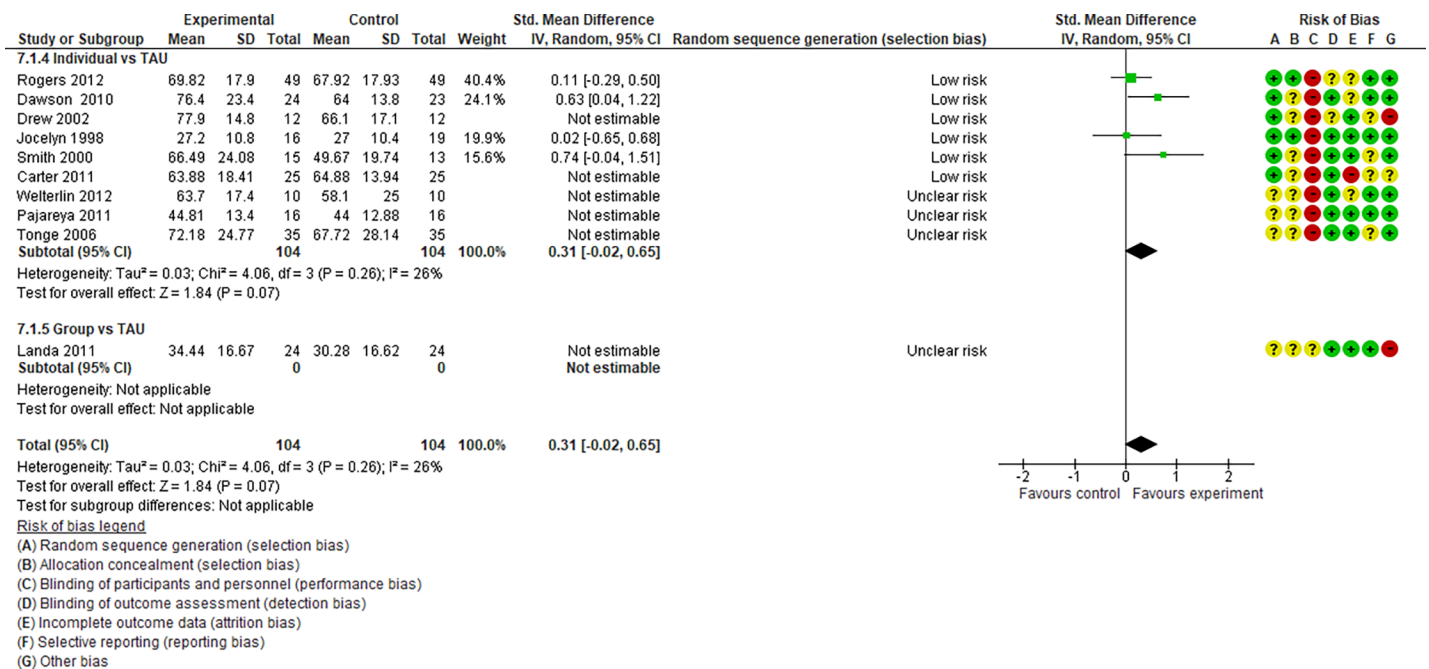 Experimental Control Std. Mean Difference Std. Mean Difference Risk of Bias
Study or Subgroup Mean SD Total Mean SD Total Weight IV, Random, 95% CI Random sequence generation (selection bias) IV, Random, 95% CI A B C D E F G
7.1.4 Individual vs TAU
Rogers 2012 69.82 17.9 49 67.92 17.93 49 40.4% 0.11 [-0.29, 0.50] Low risk + + - ? ? + +
Dawson 2010 76.4 23.4 24 64 13.8 23 24.1% 0.63 [0.04, 1.22] Low risk + ? - + ? + +
Drew 2002 77.9 14.8 12 66.1 17.1 12 Not estimable Low risk + ? - ? + ? -
Jocelyn 1998 27.2 10.8 16 27 10.4 19 19.9% 0.02 [-0.65, 0.68] Low risk + + - + + + +
Smith 2000 66.49 24.08 15 49.67 19.74 13 15.6% 0.74 [-0.04, 1.51] Low risk + ? - + + ? +
Carter 2011 63.88 18.41 25 64.88 13.94 25 Not estimable Low risk + ? - + - ? ?
Welterlin 2012 63.7 17.4 10 58.1 25 10 Not estimable Unclear risk ? ? - + ? + +
Pajareya 2011 44.81 13.4 16 44 12.88 16 Not estimable Unclear risk ? ? - + + + +
Tonge 2006 72.18 24.77 35 67.72 28.14 35 Not estimable Unclear risk ? ? - + + ? +
Subtotal (95% CI) 104 104 100.0% 0.31 [-0.02, 0.65]
Heterogeneity: Tau² = 0.03; Chi² = 4.06, df = 3 (P = 0.26); I² = 26%
Test for overall effect: Z = 1.84 (P = 0.07)
7.1.5 Group vs TAU
Landa 2011 34.44 16.67 24 30.28 16.62 24 Not estimable Unclear risk ? ? ? + + + -
Subtotal (95% CI) 0 0 Not estimable
Heterogeneity: Not applicable
Test for overall effect: Not applicable
Total (95% CI) 104 104 100.0% 0.31 [-0.02, 0.65]
Heterogeneity: Tau² = 0.03; Chi² = 4.06, df = 3 (P = 0.26); I² = 26%
Test for overall effect: Z = 1.84 (P = 0.07)
Test for subgroup differences: Not applicable
-2 -1 0 1 2
Favours control Favours experiment
Risk of bias legend
(A) Random sequence generation (selection bias)
(B) Allocation concealment (selection bias)
(C) Blinding of participants and personnel (performance bias)
(D) Blinding of outcome assessment (detection bias)
(E) Incomplete outcome data (attrition bias)
(F) Selective reporting (reporting bias)
(G) Other bias